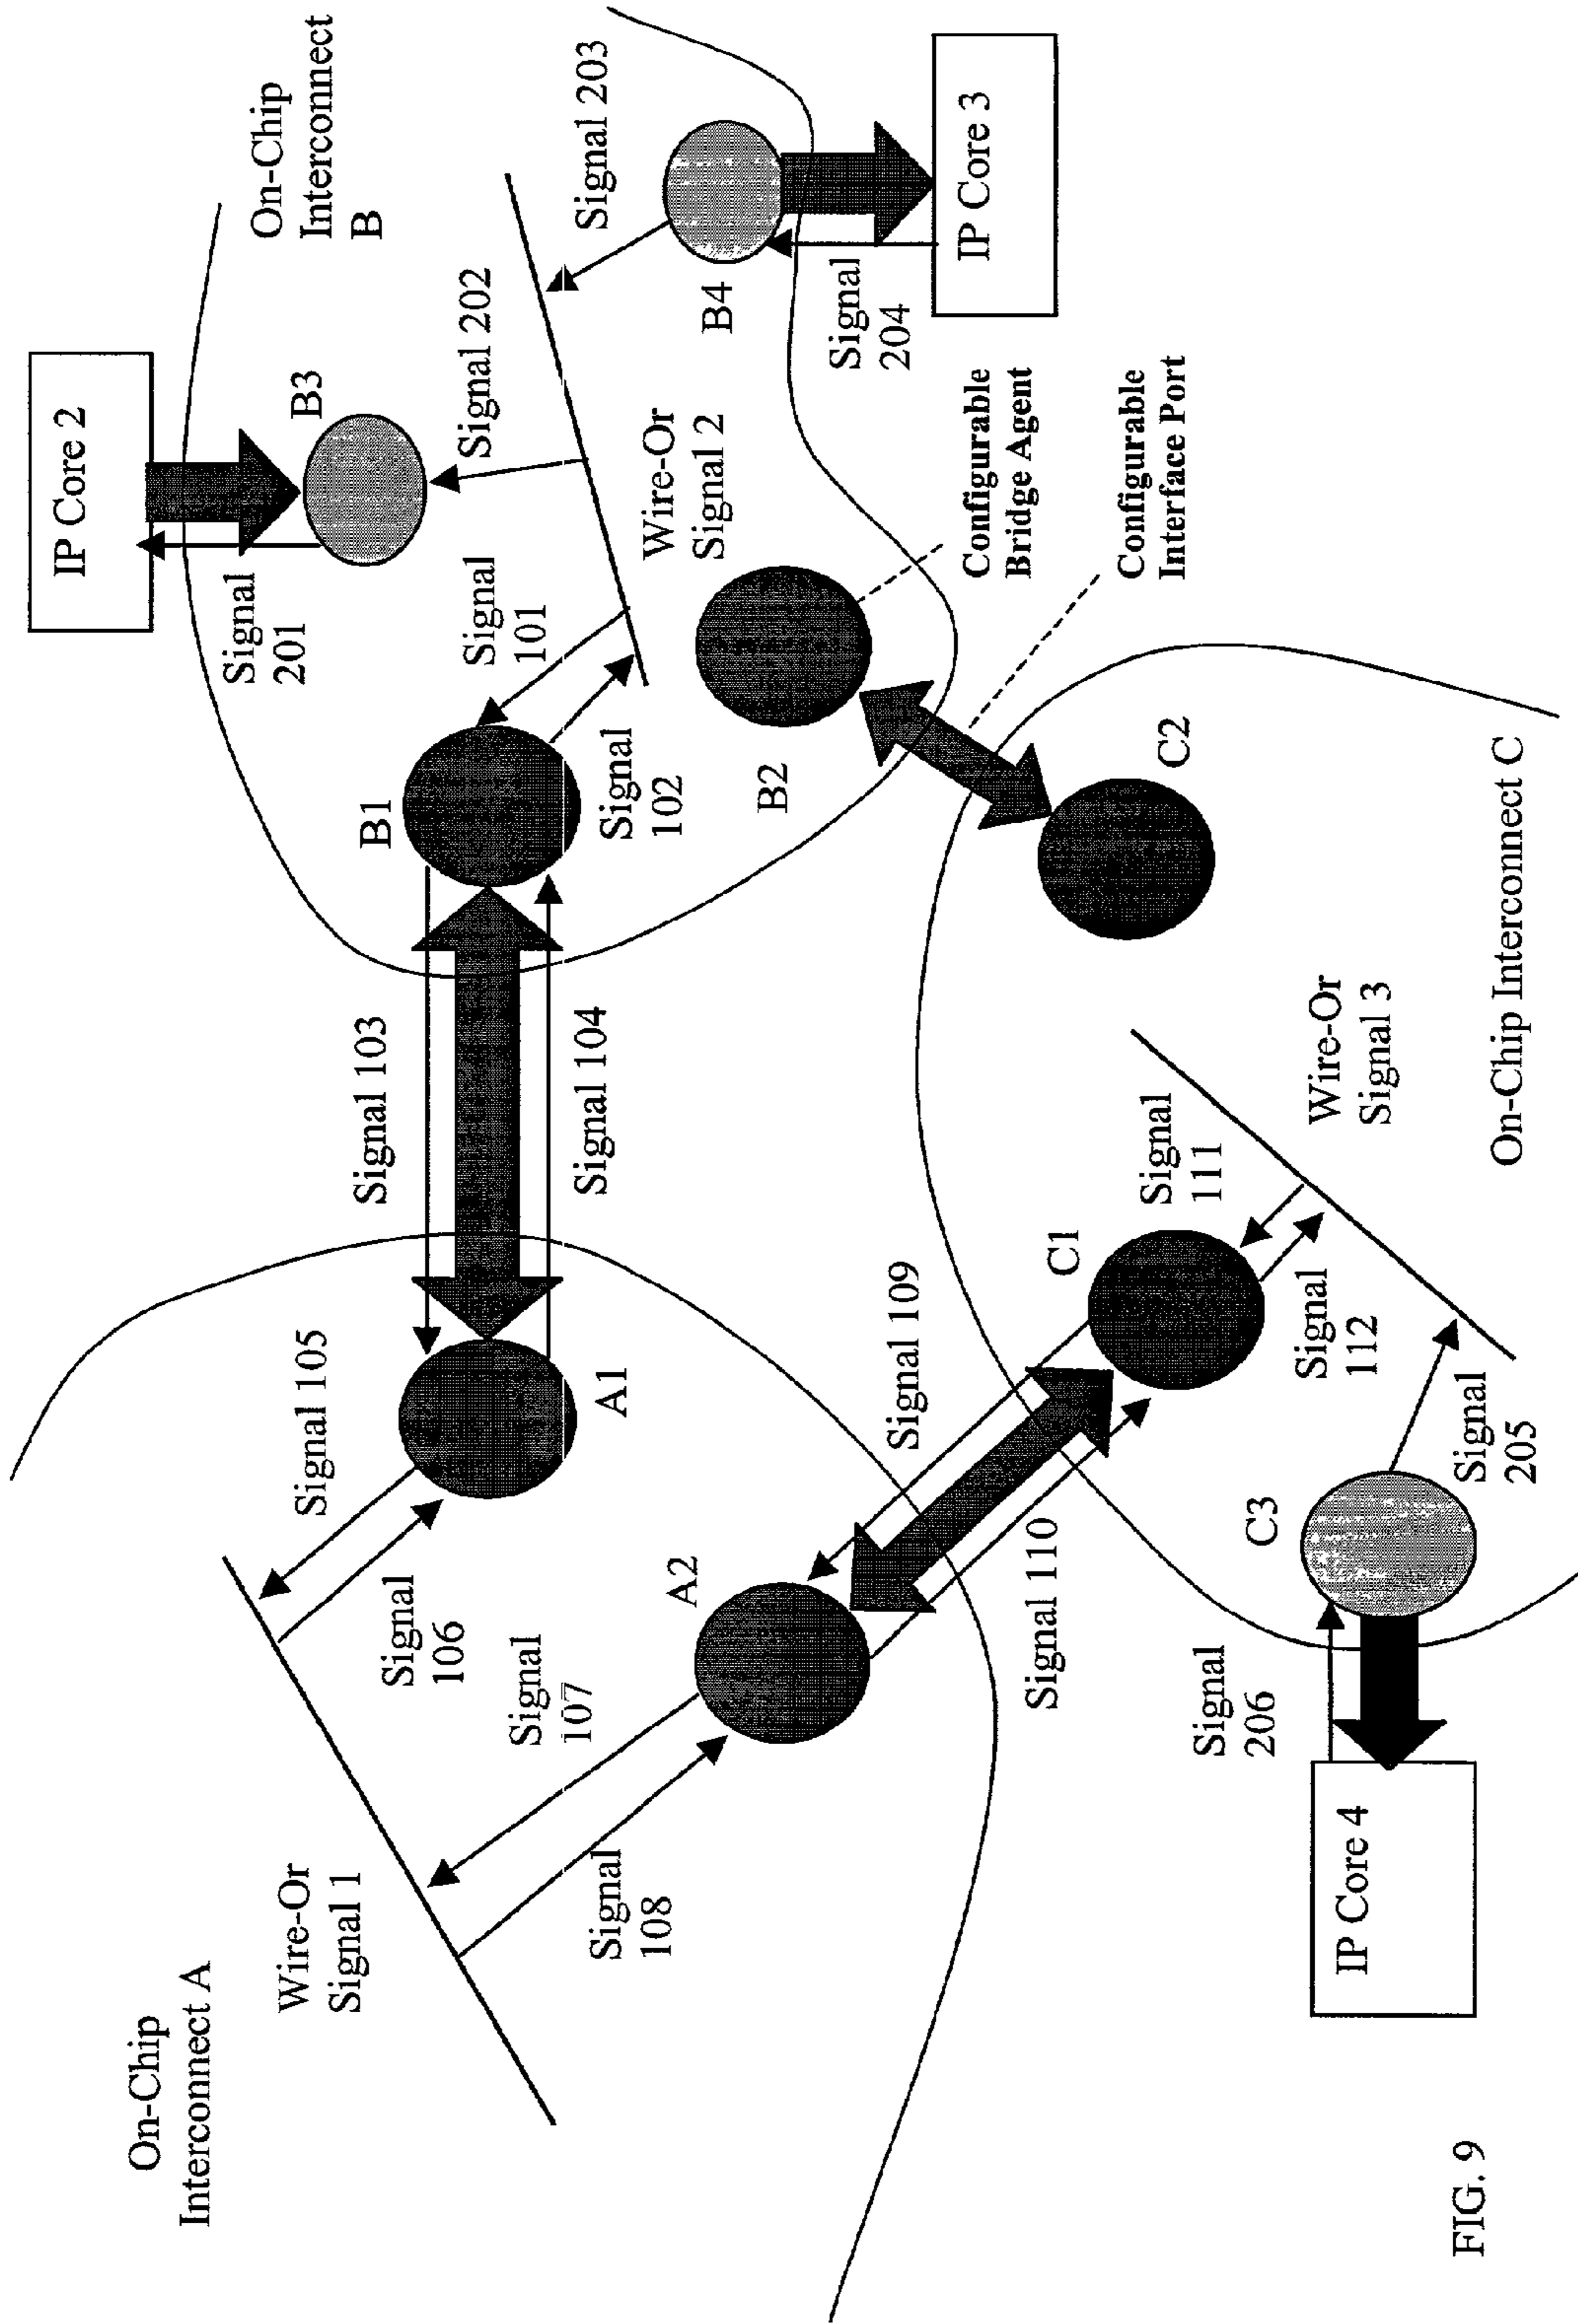 On-Chip
Interconnect A
Wire-Or
Signal 1
Signal 105
Signal
106
Signal
107
Signal
108
A1
A2
Signal 103
Signal 104
IP Core 2
Signal
201
B3
On-Chip
Interconnect
B
B1
Signal
101
Signal
102
Signal 202
Wire-Or
Signal 2
Signal 203
B4
Signal
204
IP Core 3
B2
Configurable
Bridge Agent
Configurable
Interface Port
C2
Signal 109
Signal 110
C1
Signal
111
Signal
112
Wire-Or
Signal 3
C3
Signal
205
Signal
206
IP Core 4
On-Chip Interconnect C
FIG. 9